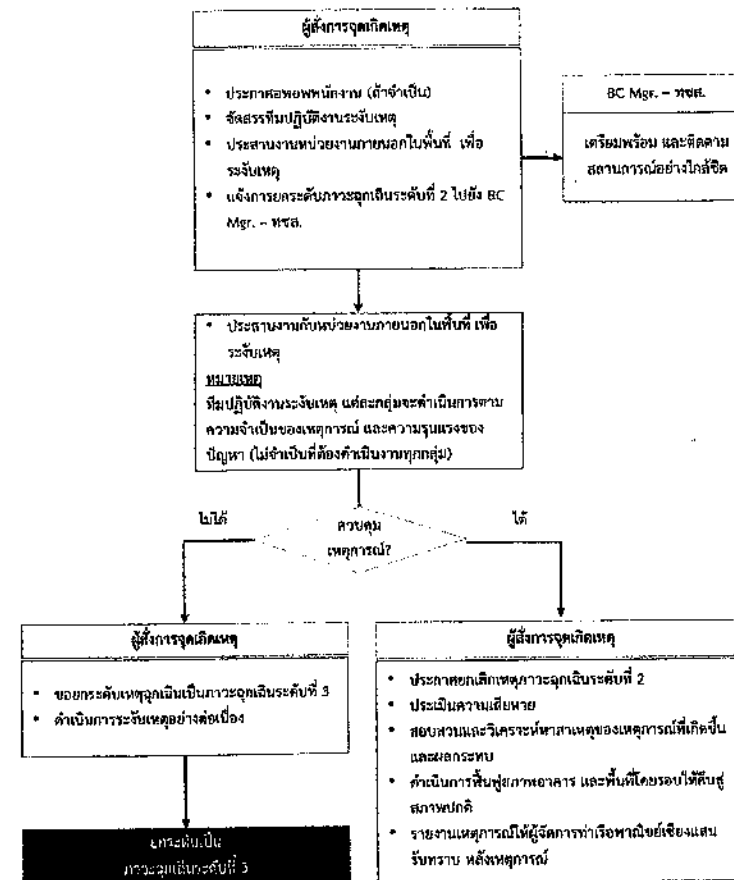 ผู้สั่งการจุดเกิดเหตุ
• ประกาศอพยพพนักงาน (ถ้าจำเป็น)
• จัดสรรทีมปฏิบัติงานระงับเหตุ
• ประสานงานหน่วยงานภายนอกในพื้นที่ เพื่อ
ระงับเหตุ
• แจ้งการยกระดับภาวะฉุกเฉินระดับที่ 2 ไปยัง BC
Mgr. – ทชส.
BC Mgr. – ทชส.
เตรียมพร้อม และติดตาม
สถานการณ์อย่างใกล้ชิด
• ประสานงานกับหน่วยงานภายนอกในพื้นที่ เพื่อ
ระงับเหตุ
หมายเหตุ
ทีมปฏิบัติงานระงับเหตุ แต่ละกลุ่มจะดำเนินการตาม
ความจำเป็นของเหตุการณ์ และความรุนแรงของ
ปัญหา (ไม่จำเป็นที่ต้องดำเนินงานทุกกลุ่ม)
ควบคุม
เหตุการณ์?
ไม่ได้
ได้
ผู้สั่งการจุดเกิดเหตุ
• ขอยกระดับเหตุฉุกเฉินเป็นภาวะฉุกเฉินระดับที่ 3
• ดำเนินการระงับเหตุอย่างต่อเนื่อง
ยกระดับเป็น
ภาวะฉุกเฉินระดับที่ 3
ผู้สั่งการจุดเกิดเหตุ
• ประกาศยกเลิกเหตุภาวะฉุกเฉินระดับที่ 2
• ประเมินความเสียหาย
• สอบสวนและวิเคราะห์หาสาเหตุของเหตุการณ์ที่เกิดขึ้น
และผลกระทบ
• ดำเนินการฟื้นฟูสภาพอาคาร และพื้นที่โดยรอบให้คืนสู่
สภาพปกติ
• รายงานเหตุการณ์ให้ผู้จัดการท่าเรือพาณิชย์เชียงแสน
รับทราบ หลังเหตุการณ์